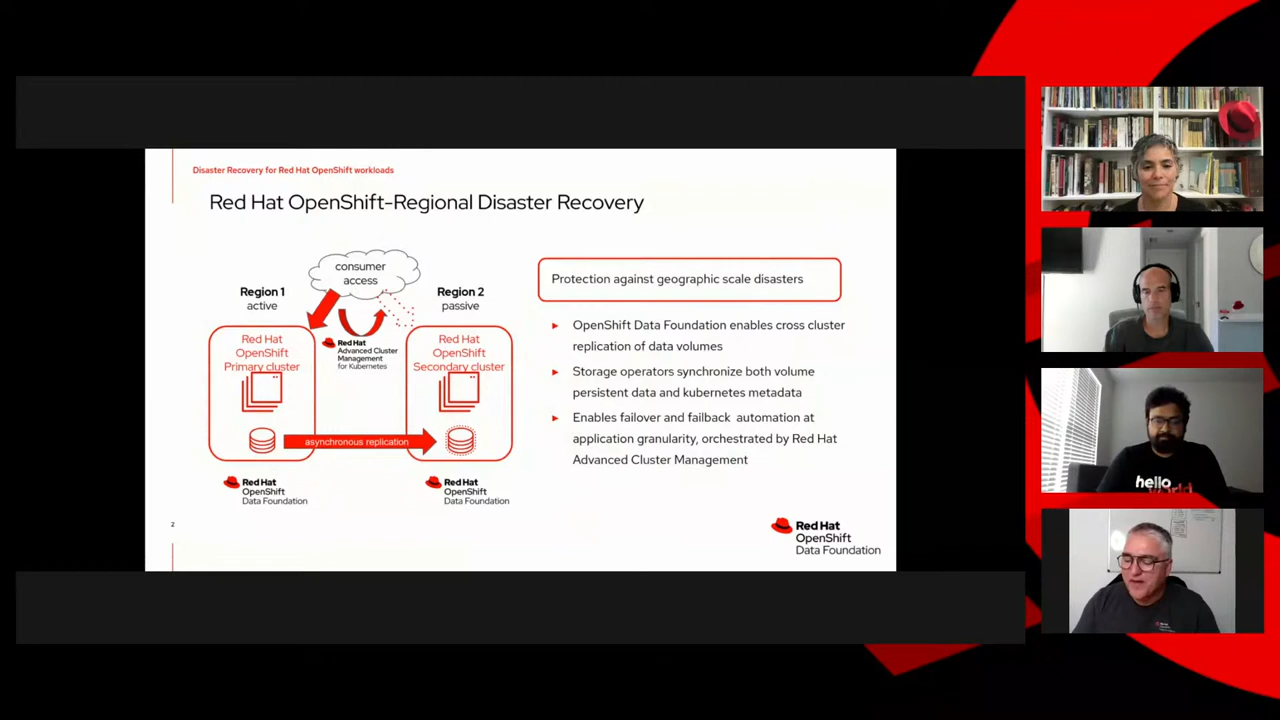 Disaster Recovery for Red Hat OpenShift workloads
Red Hat OpenShift-Regional Disaster Recovery
consumer
access
Region 1
active
Region 2
passive
Red Hat
OpenShift
Primary cluster
Red Hat
Advanced Cluster
Management
for Kubernetes
Red Hat
OpenShift
Secondary cluster
asynchronous replication
Red Hat
OpenShift
Data Foundation
Red Hat
OpenShift
Data Foundation
Protection against geographic scale disasters
► OpenShift Data Foundation enables cross cluster
replication of data volumes
► Storage operators synchronize both volume
persistent data and kubernetes metadata
► Enables failover and failback automation at
application granularity, orchestrated by Red Hat
Advanced Cluster Management
2
Red Hat
OpenShift
Data Foundation
hello
world